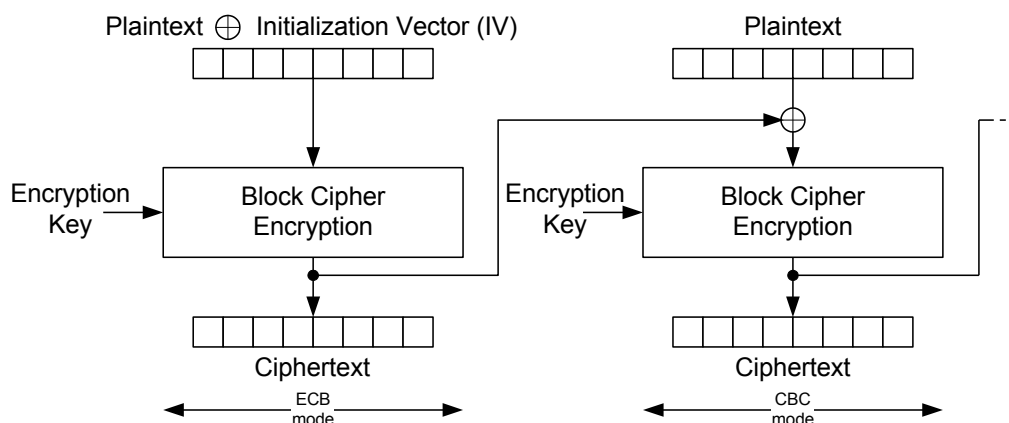 Plaintext ⊕ Initialization Vector (IV)
Plaintext
Encryption
Key
Block Cipher
Encryption
Encryption
Key
Block Cipher
Encryption
Ciphertext
Ciphertext
ECB
mode
CBC
mode